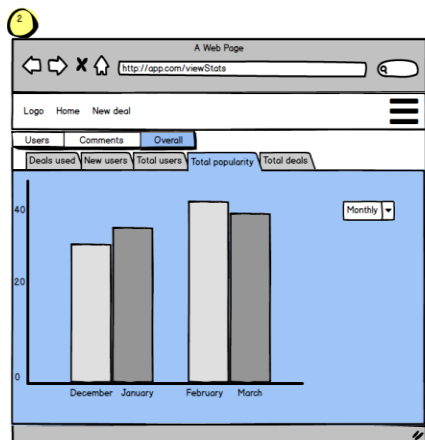 2
A Web Page
http://app.com/viewStats
Logo Home New deal
Users Comments Overall
Deals used New users Total users Total popularity Total deals
Monthly
40
20
0
December January February March